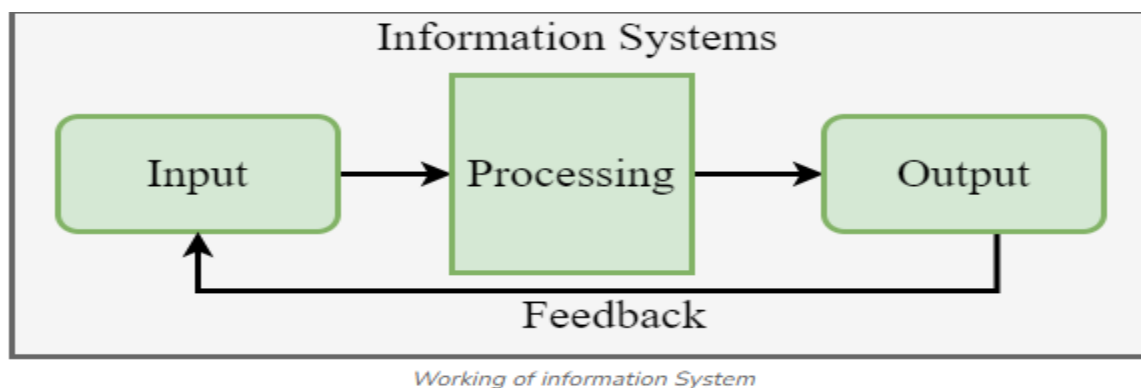 Information Systems
Input
Processing
Output
Feedback
Working of information System